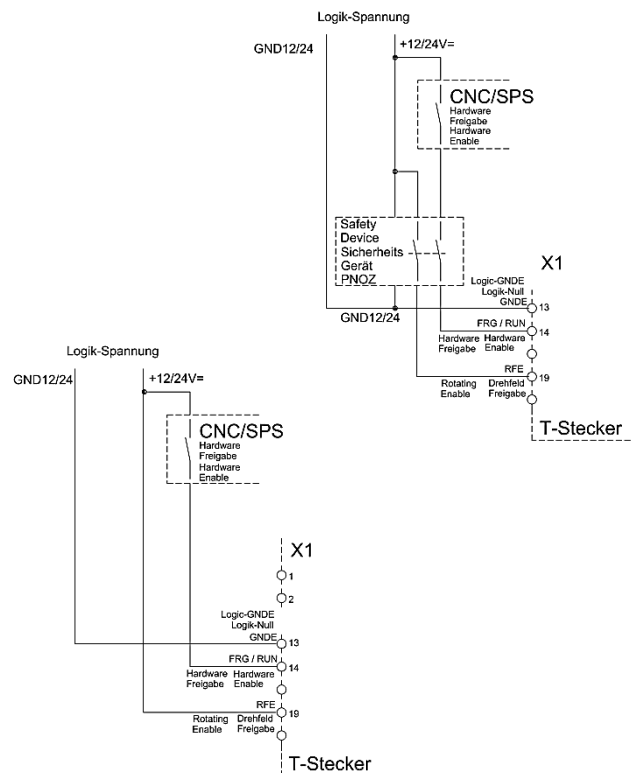 Logik-Spannung
GND12/24
+12/24V=
CNC/SPS
Hardware
Freigabe
Hardware
Enable
Safety
Device
Sicherheits
Gerät
PNOZ
X1
Logic-GNDE
Logik-Null
GNDE
13
GND12/24
FRG / RUN
14
Hardware Hardware
Freigabe Enable
RFE
19
Rotating Drehfeld
Enable Freigabe
T-Stecker
Logik-Spannung
GND12/24
+12/24V=
CNC/SPS
Hardware
Freigabe
Hardware
Enable
X1
1
2
Logic-GNDE
Logik-Null
GNDE
13
FRG / RUN
14
Hardware Hardware
Freigabe Enable
RFE
19
Rotating Drehfeld
Enable Freigabe
T-Stecker